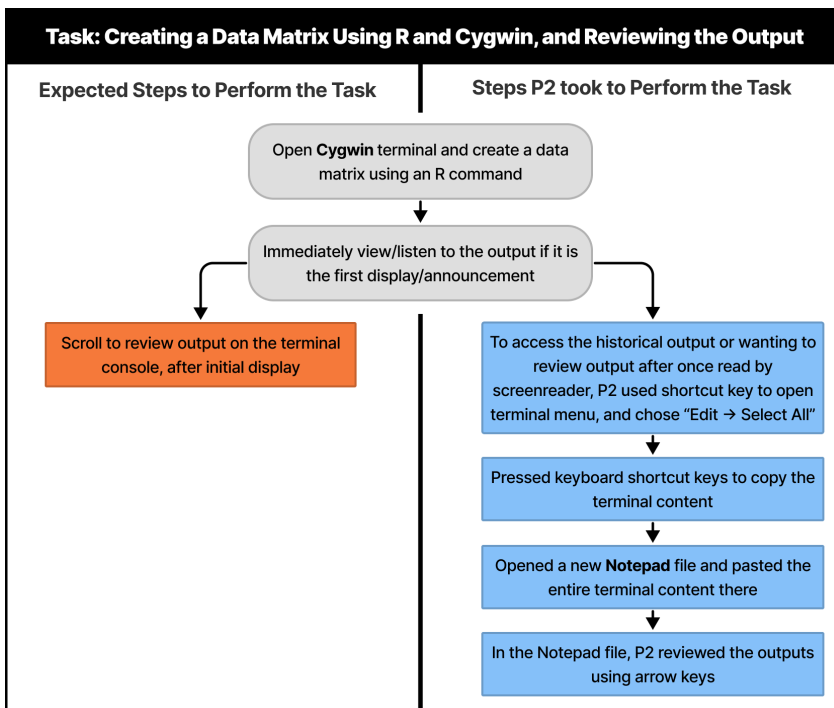 Task: Creating a Data Matrix Using R and Cygwin, and Reviewing the Output
Expected Steps to Perform the Task
Steps P2 took to Perform the Task
Open Cygwin terminal and create a data
matrix using an R command
Immediately view/listen to the output if it is
the first display/announcement
Scroll to review output on the terminal
console, after initial display
To access the historical output or wanting to
review output after once read by
screenreader, P2 used shortcut key to open
terminal menu, and chose “Edit → Select All”
Pressed keyboard shortcut keys to copy the
terminal content
Opened a new Notepad file and pasted the
entire terminal content there
In the Notepad file, P2 reviewed the outputs
using arrow keys